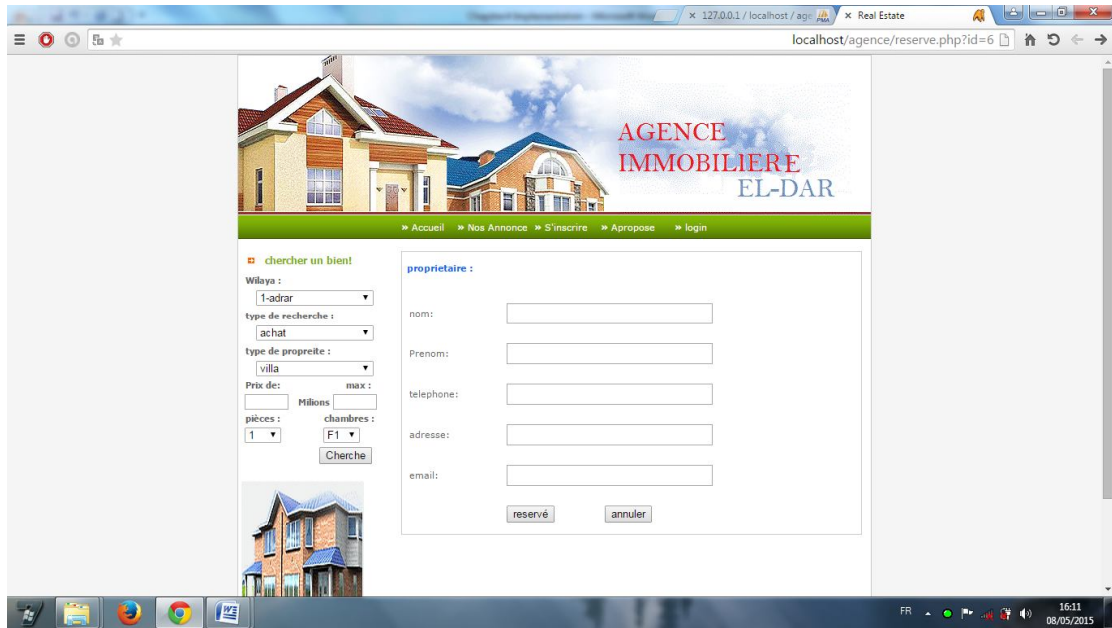 127.0.0.1 / localhost / age
Real Estate
localhost/agence/reserve.php?id=6
AGENCE
IMMOBILIERE
EL-DAR
» Accueil » Nos Annonce » S'inscrire » Apropose » login
chercher un bien!
Wilaya :
1-adrar
type de recherche :
achat
type de propreite :
villa
Prix de: max :
Milions
pièces : chambres :
1 F1
Cherche
proprietaire :
nom:
Prenom:
telephone:
adresse:
email:
reservé annuler
FR
16:11
08/05/2015